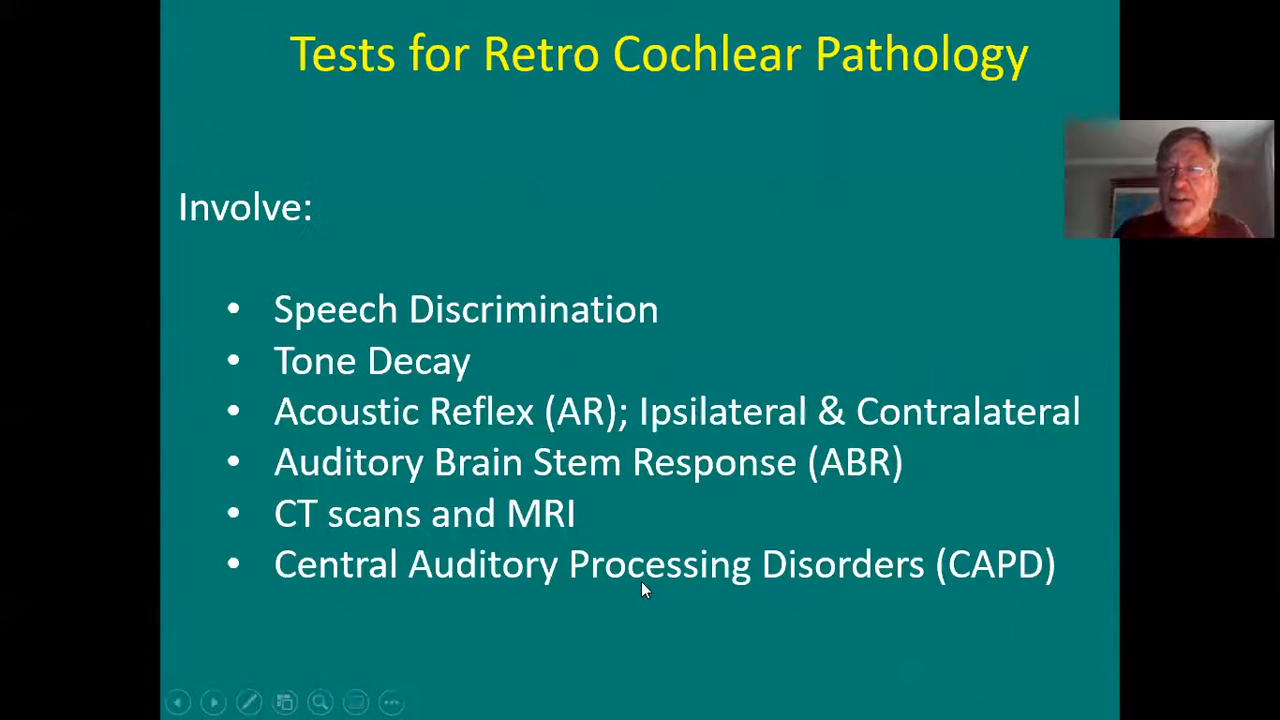 Tests for Retro Cochlear Pathology
Involve:
• Speech Discrimination
• Tone Decay
• Acoustic Reflex (AR); Ipsilateral & Contralateral
• Auditory Brain Stem Response (ABR)
• CT scans and MRI
• Central Auditory Processing Disorders (CAPD)